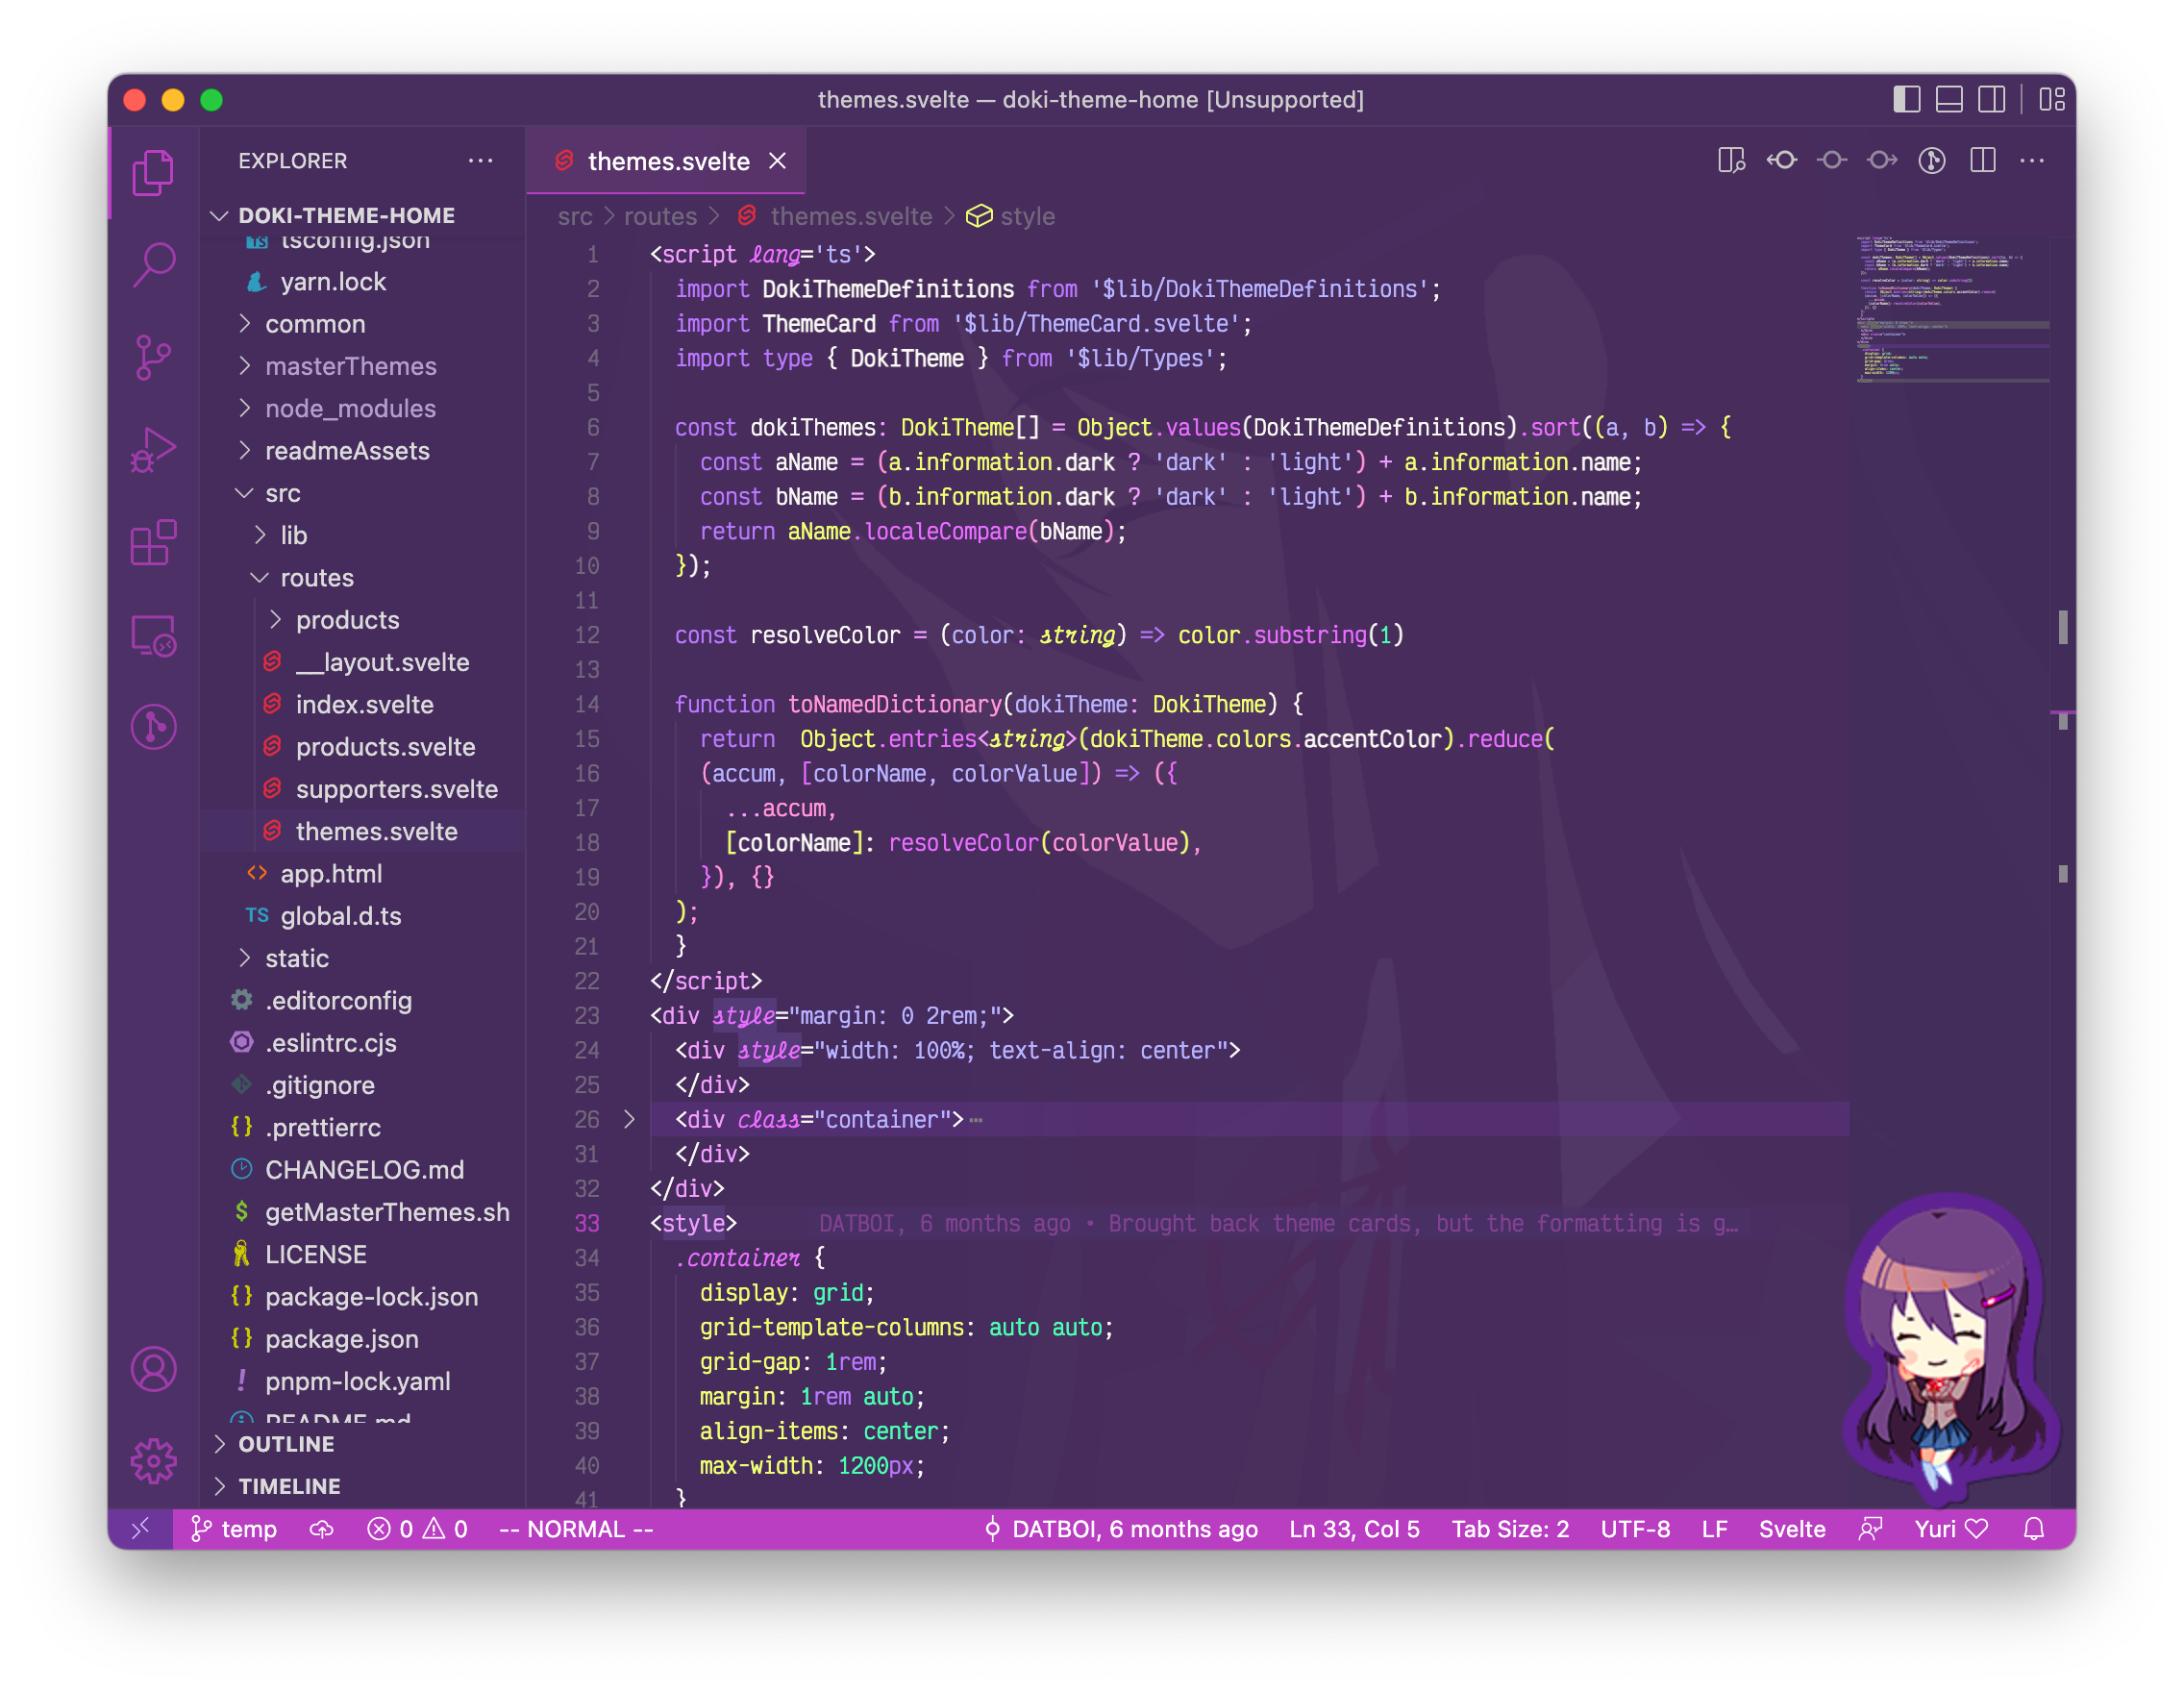 themes.svelte — doki-theme-home [Unsupported]
EXPLORER
DOKI-THEME-HOME
tsconfig.json
yarn.lock
common
masterThemes
node_modules
readmeAssets
src
lib
routes
products
__layout.svelte
index.svelte
products.svelte
supporters.svelte
themes.svelte
app.html
TS global.d.ts
static
.editorconfig
.eslintrc.cjs
.gitignore
{} .prettierrc
CHANGELOG.md
$ getMasterThemes.sh
LICENSE
{} package-lock.json
{} package.json
! pnpm-lock.yaml
README.md
OUTLINE
TIMELINE
themes.svelte
src > routes > themes.svelte > style
1 <script lang='ts'>
2 import DokiThemeDefinitions from '$lib/DokiThemeDefinitions';
3 import ThemeCard from '$lib/ThemeCard.svelte';
4 import type { DokiTheme } from '$lib/Types';
5
6 const dokiThemes: DokiTheme[] = Object.values(DokiThemeDefinitions).sort((a, b) => {
7 const aName = (a.information.dark ? 'dark' : 'light') + a.information.name;
8 const bName = (b.information.dark ? 'dark' : 'light') + b.information.name;
9 return aName.localeCompare(bName);
10 });
11
12 const resolveColor = (color: string) => color.substring(1)
13
14 function toNamedDictionary(dokiTheme: DokiTheme) {
15 return  Object.entries<string>(dokiTheme.colors.accentColor).reduce(
16 (accum, [colorName, colorValue]) => ({
17 ...accum,
18 [colorName]: resolveColor(colorValue),
19 }), {}
20 );
21 }
22 </script>
23 <div style="margin: 0 2rem;">
24 <div style="width: 100%; text-align: center">
25 </div>
26 <div class="container">⋯
31 </div>
32 </div>
33 <style> DATBOI, 6 months ago • Brought back theme cards, but the formatting is g…
34 .container {
35 display: grid;
36 grid-template-columns: auto auto;
37 grid-gap: 1rem;
38 margin: 1rem auto;
39 align-items: center;
40 max-width: 1200px;
41 }
temp 0 0 -- NORMAL -- DATBOI, 6 months ago Ln 33, Col 5 Tab Size: 2 UTF-8 LF Svelte Yuri ♡